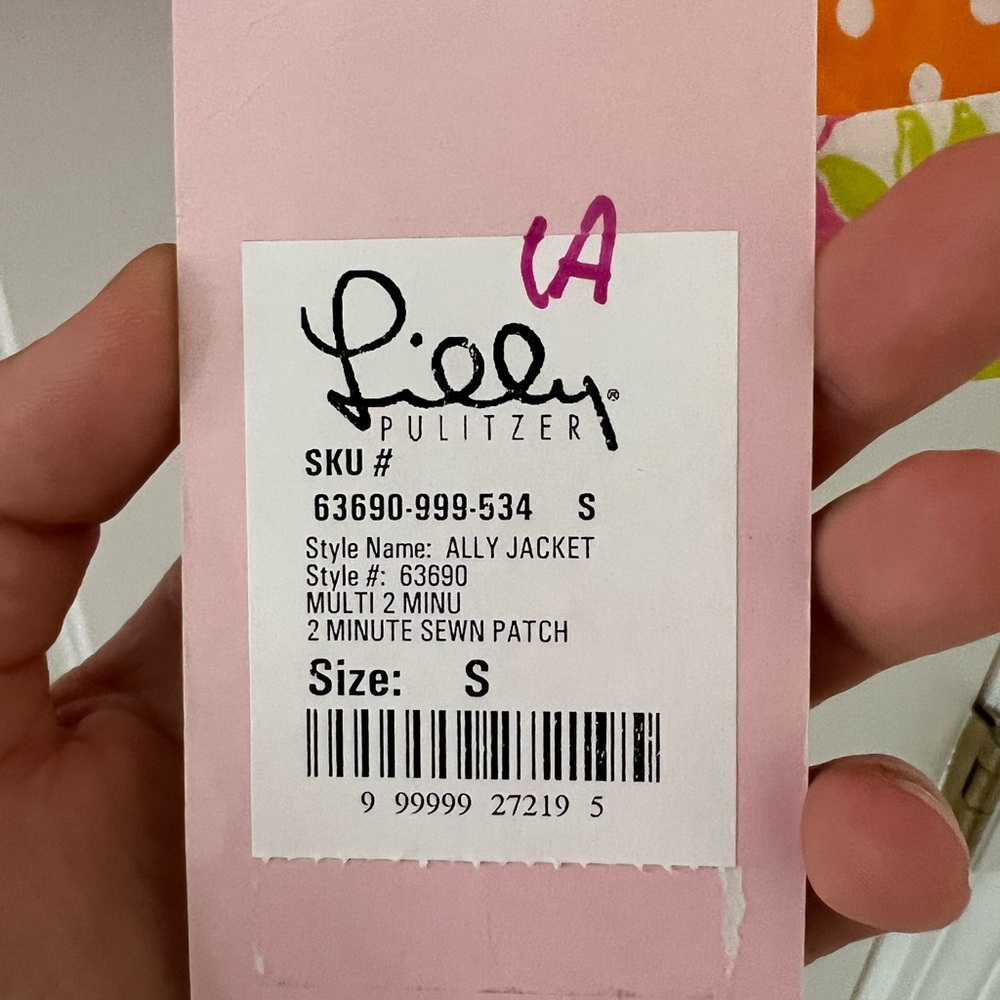 CA
Lilly®
PULITZER
SKU #
63690-999-534 S
Style Name: ALLY JACKET
Style #: 63690
MULTI 2 MINU
2 MINUTE SEWN PATCH
Size: S
9 99999 27219 5